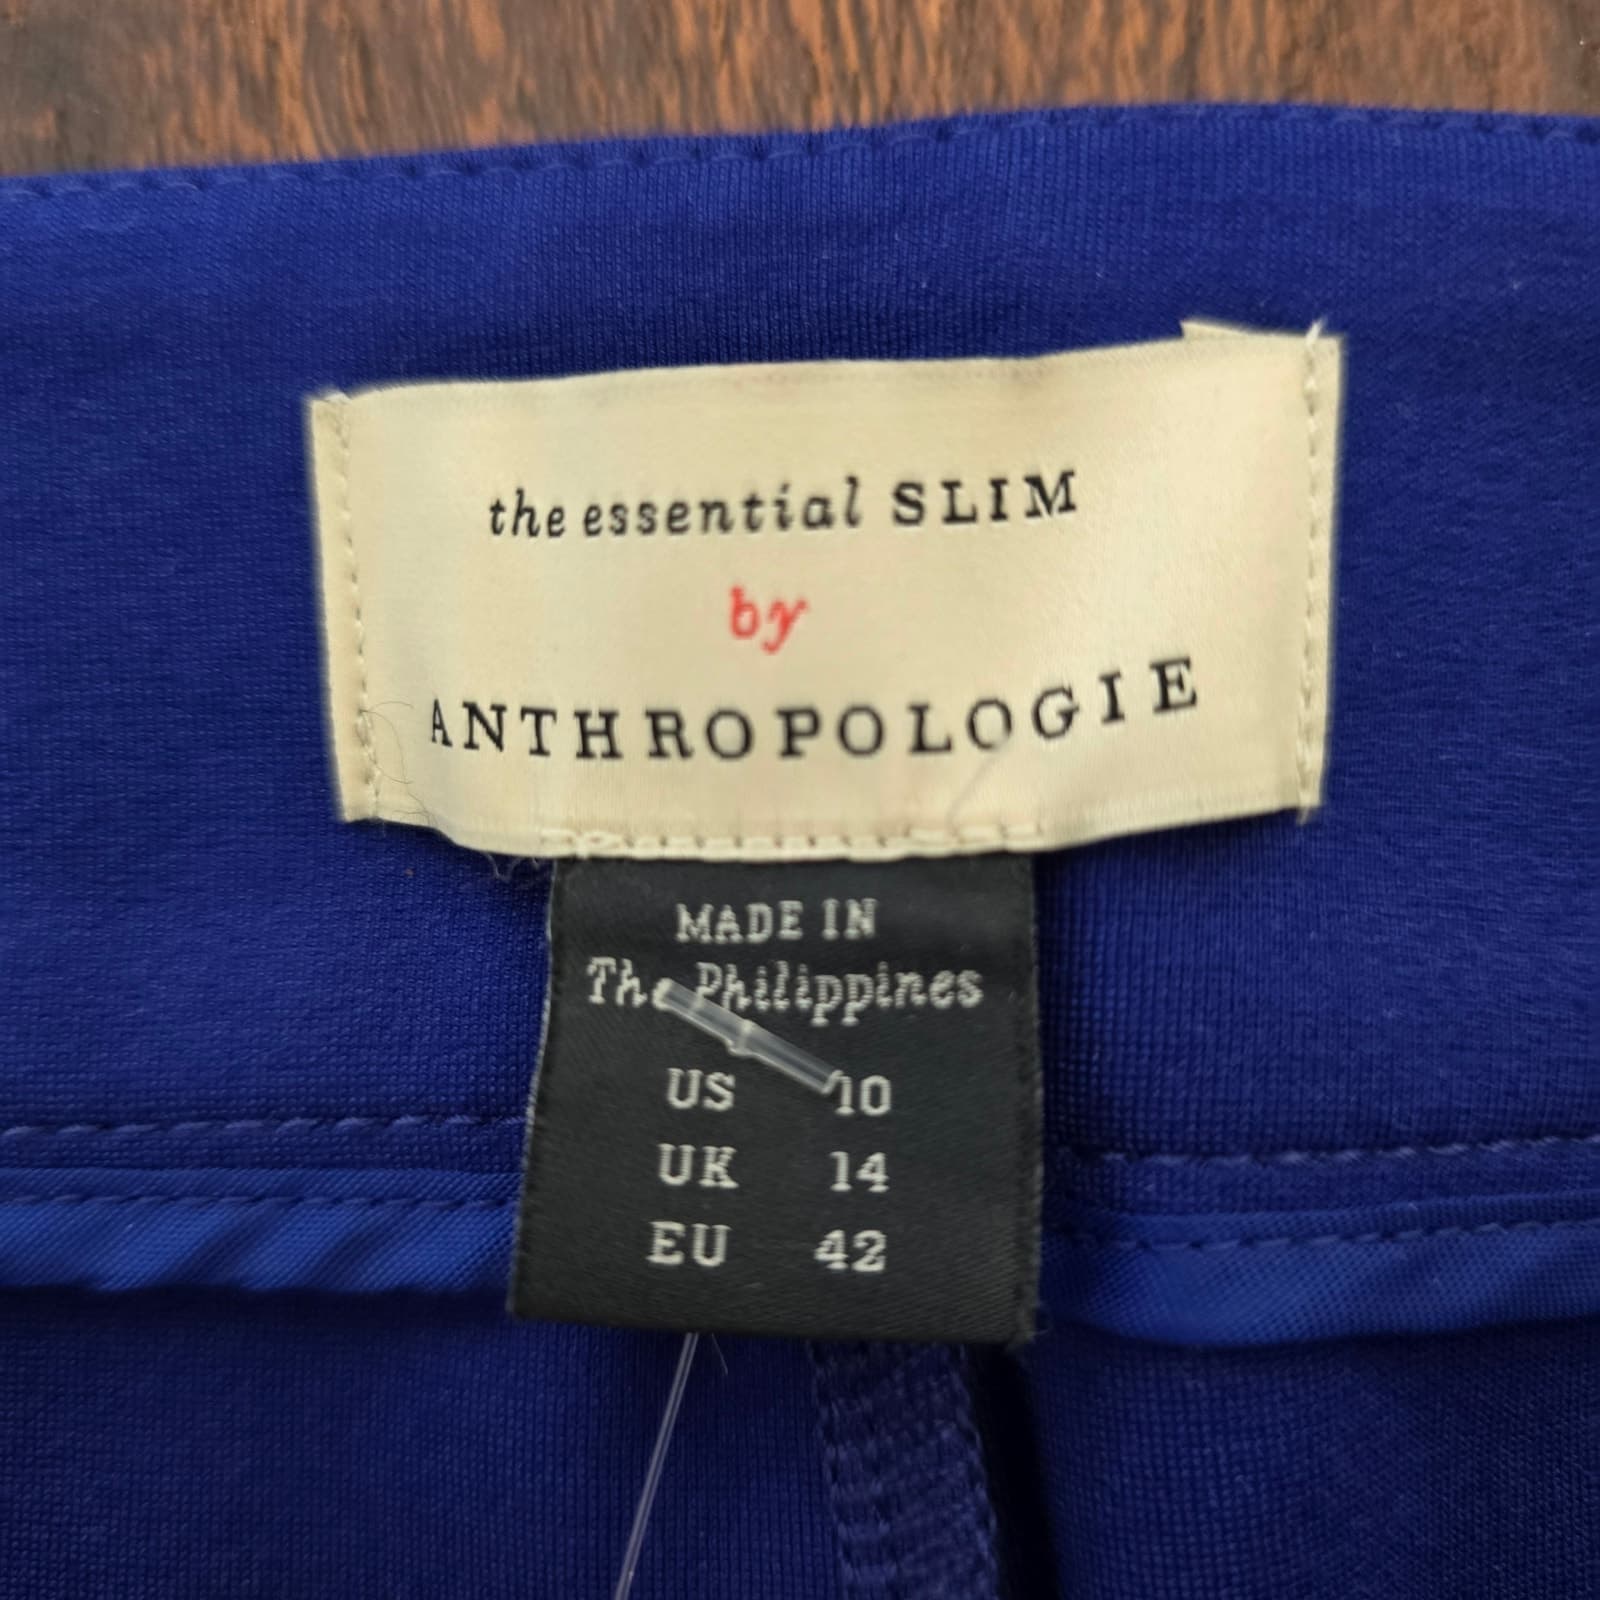 the essential SLIM
by
ANTHROPOLOGIE
MADE IN
The Philippines
US 10
UK 14
EU 42